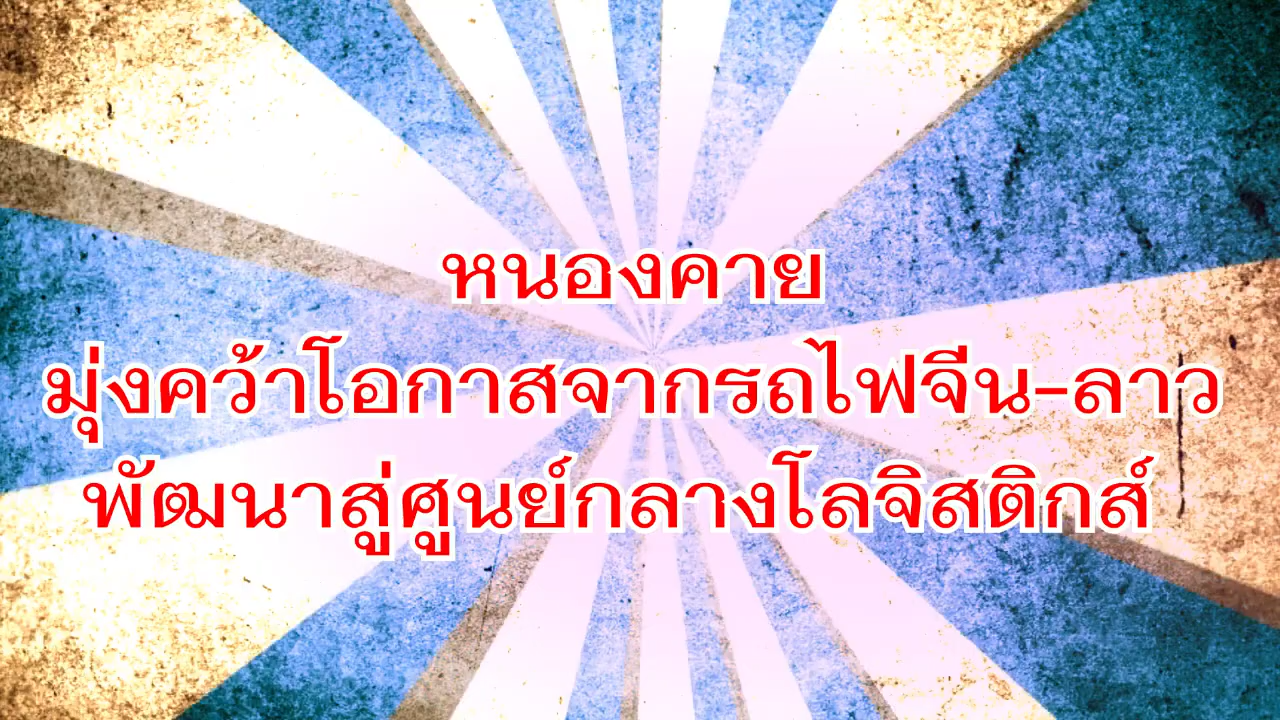 หนองคาย
มุ่งคว้าโอกาสจากรถไฟจีน-ลาว
พัฒนาสู่ศูนย์กลางโลจิสติกส์